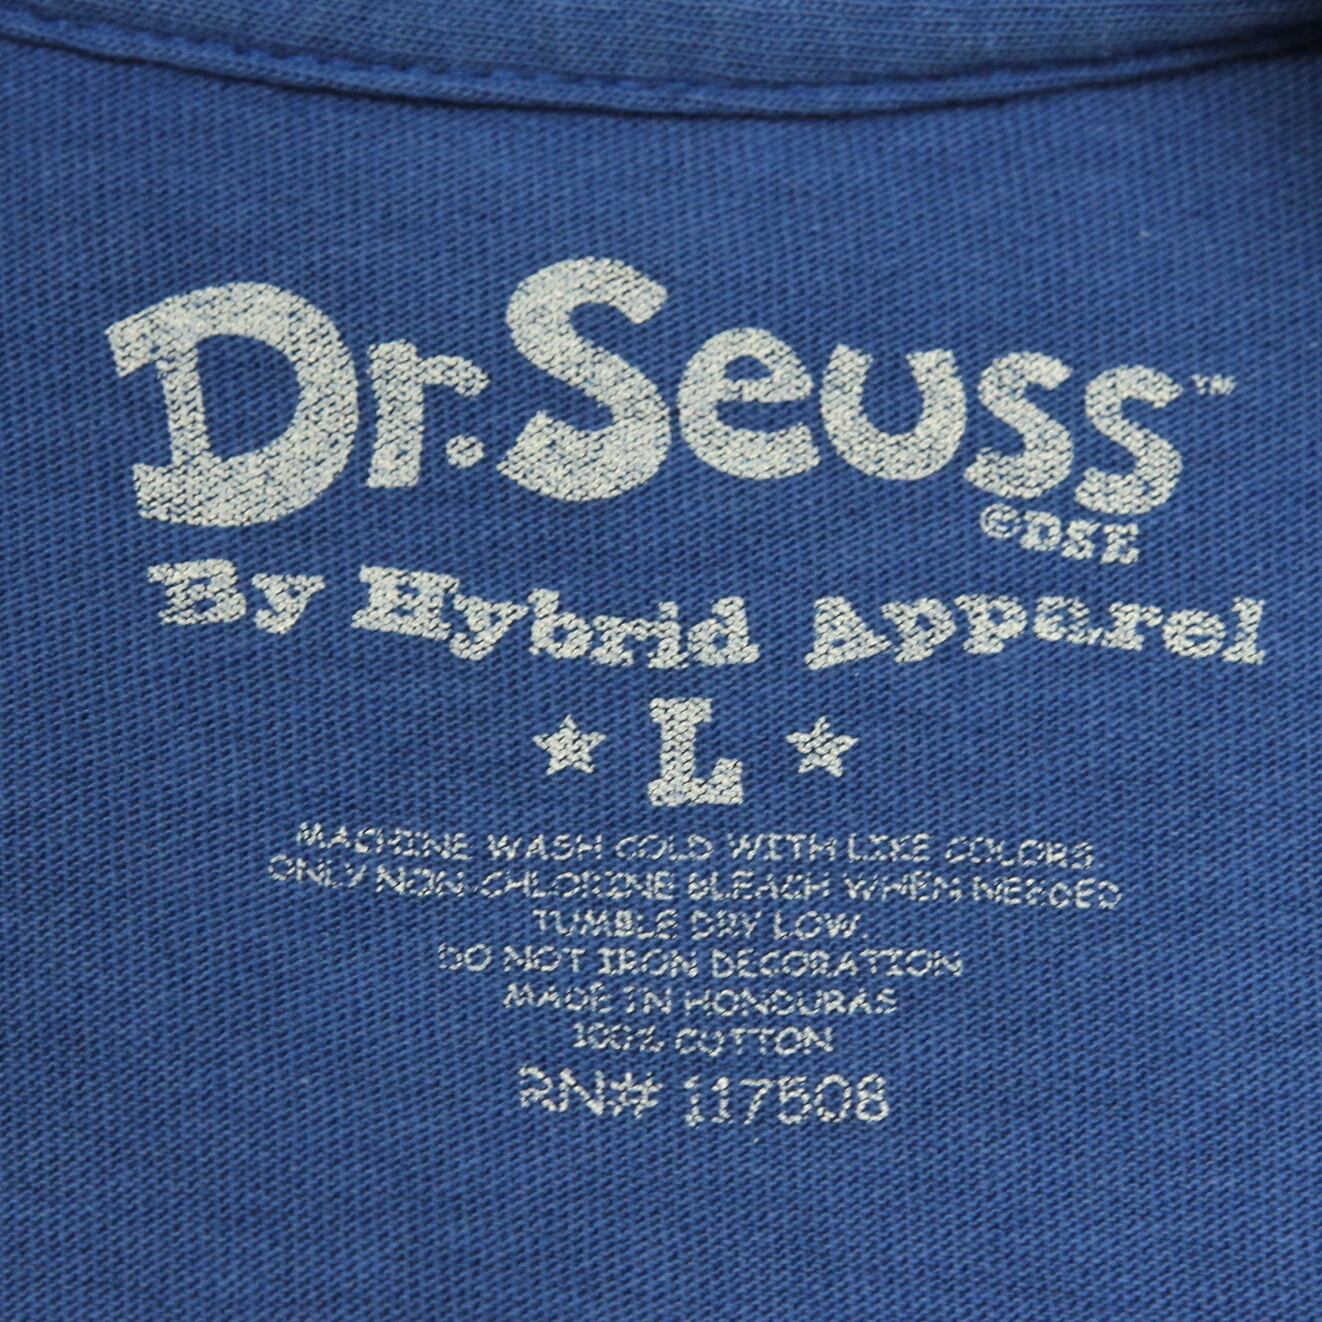 Dr. Seuss™
©DSE
By Hybrid Apparel
★ L ★
MACHINE WASH COLD WITH LIKE COLORS
ONLY NON-CHLORINE BLEACH WHEN NEEDED
TUMBLE DRY LOW.
DO NOT IRON DECORATION
MADE IN HONDURAS
100% COTTON
RN# 117508